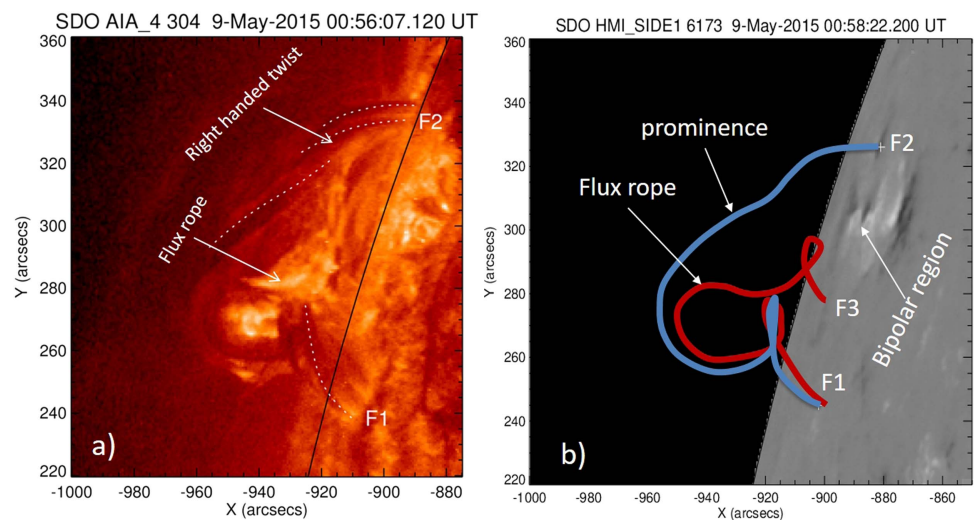 SDO AIA_4 304 9-May-2015 00:56:07.120 UT
360
340
320
300
280
260
240
220
Y (arcsecs)
Right handed twist
F2
Flux rope
F1
a)
-1000
-980
-960
-940
-920
-900
-880
X (arcsecs)
SDO HMI_SIDE1 6173 9-May-2015 00:58:22.200 UT
360
340
320
300
280
260
240
220
Y (arcsecs)
prominence
F2
Flux rope
F3
Bipolar region
F1
b)
-1000
-980
-960
-940
-920
-900
-880
-860
X (arcsecs)